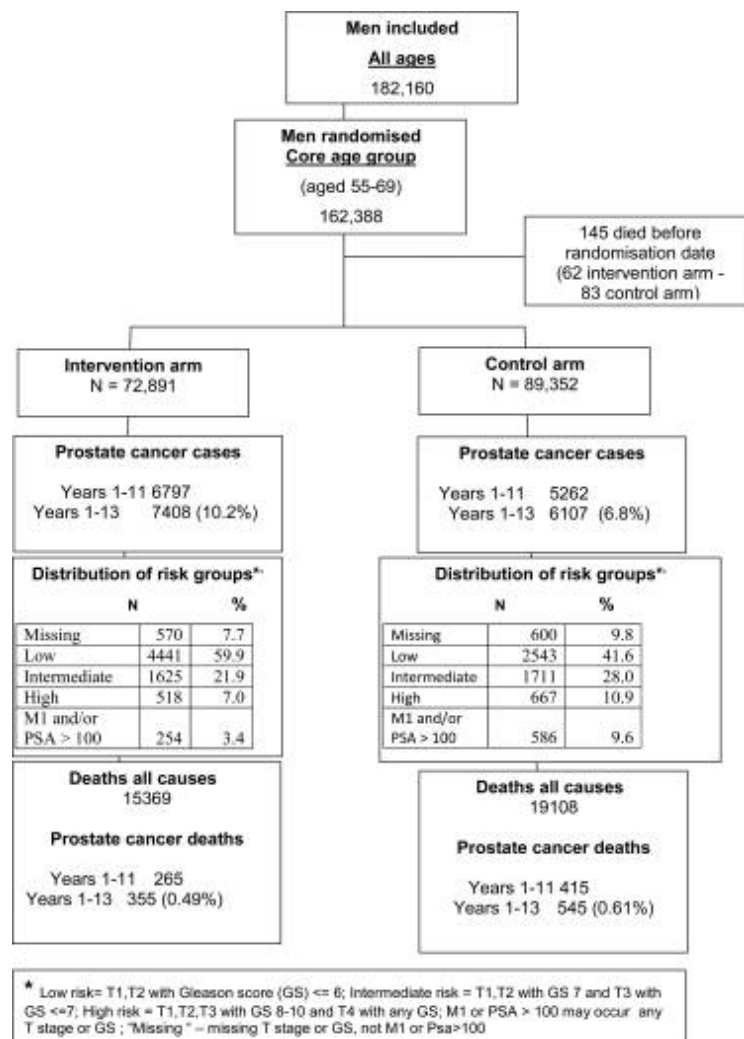 Men included
All ages
182,160
Men randomised
Core age group
(aged 55-69)
162,388
145 died before
randomisation date
(62 intervention arm -
83 control arm)
Intervention arm
N = 72,891
Control arm
N = 89,352
Prostate cancer cases
Years 1-11 6797
Years 1-13 7408 (10.2%)
Prostate cancer cases
Years 1-11 5262
Years 1-13 6107 (6.8%)
Distribution of risk groups*.
N %
Missing 570 7.7
Low 4441 59.9
Intermediate 1625 21.9
High 518 7.0
M1 and/or
PSA > 100 254 3.4
Distribution of risk groups*.
N %
Missing 600 9.8
Low 2543 41.6
Intermediate 1711 28.0
High 667 10.9
M1 and/or
PSA > 100 586 9.6
Deaths all causes
15369
Prostate cancer deaths
Years 1-11 265
Years 1-13 355 (0.49%)
Deaths all causes
19108
Prostate cancer deaths
Years 1-11 415
Years 1-13 545 (0.61%)
* Low risk= T1,T2 with Gleason score (GS) <= 6; Intermediate risk = T1,T2 with GS 7 and T3 with
GS <=7; High risk = T1,T2,T3 with GS 8-10 and T4 with any GS; M1 or PSA > 100 may occur any
T stage or GS ; "Missing " – missing T stage or GS, not M1 or Psa>100